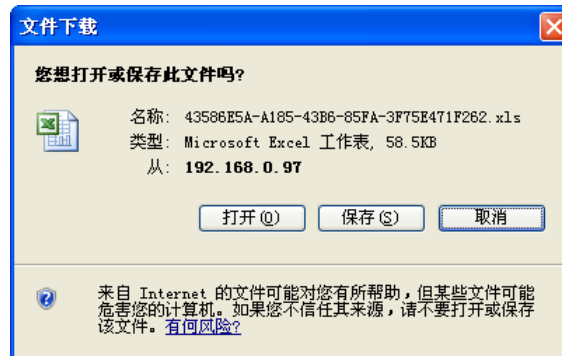 文件下载
您想打开或保存此文件吗?
名称: 43586E5A-A185-43B6-85FA-3F75E471F262.xls
类型: Microsoft Excel 工作表, 58.5KB
从: 192.168.0.97
打开(O) 保存(S) 取消
来自 Internet 的文件可能对您有所帮助，但某些文件可能
危害您的计算机。如果您不信任其来源，请不要打开或保存
该文件。有何风险?